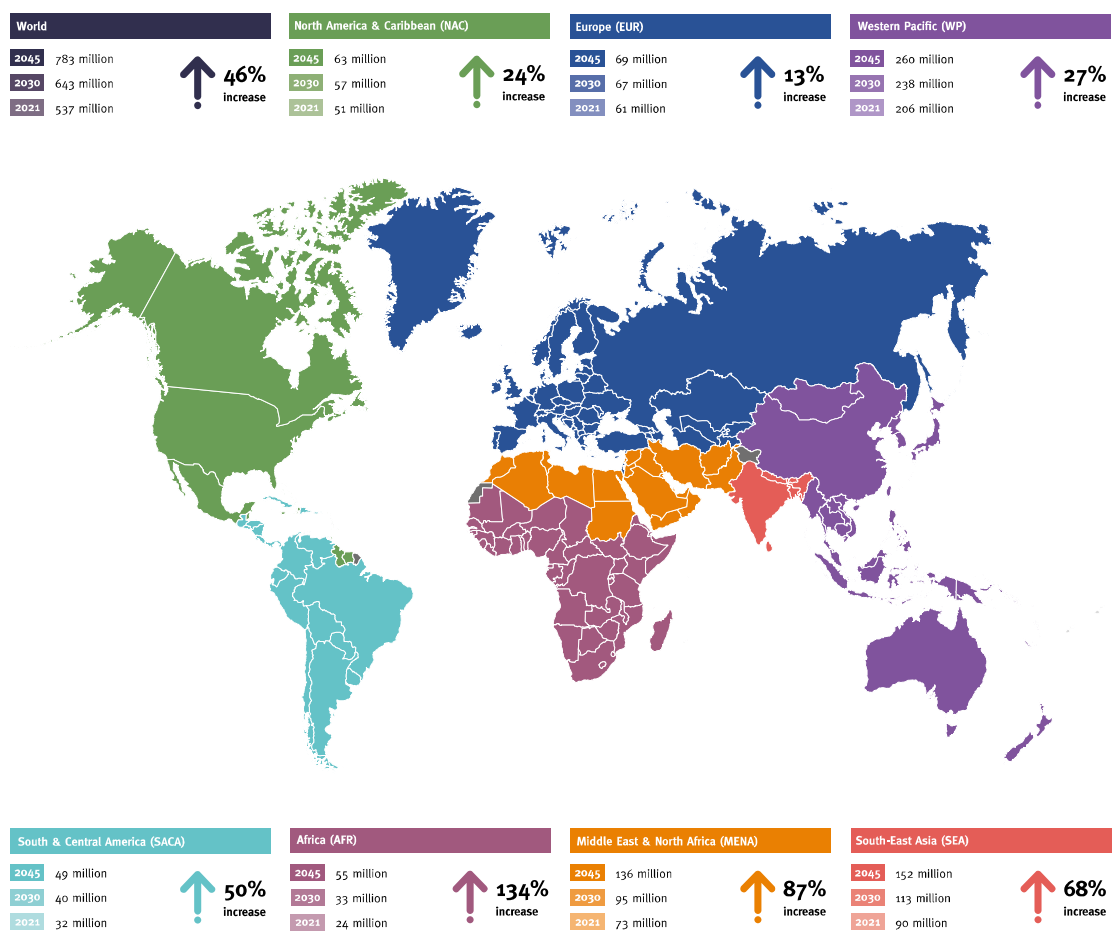 World
2045 783 million
2030 643 million
2021 537 million
46%
increase
North America & Caribbean (NAC)
2045 63 million
2030 57 million
2021 51 million
24%
increase
Europe (EUR)
2045 69 million
2030 67 million
2021 61 million
13%
increase
Western Pacific (WP)
2045 260 million
2030 238 million
2021 206 million
27%
increase
South & Central America (SACA)
2045 49 million
2030 40 million
2021 32 million
50%
increase
Africa (AFR)
2045 55 million
2030 33 million
2021 24 million
134%
increase
Middle East & North Africa (MENA)
2045 136 million
2030 95 million
2021 73 million
87%
increase
South-East Asia (SEA)
2045 152 million
2030 113 million
2021 90 million
68%
increase